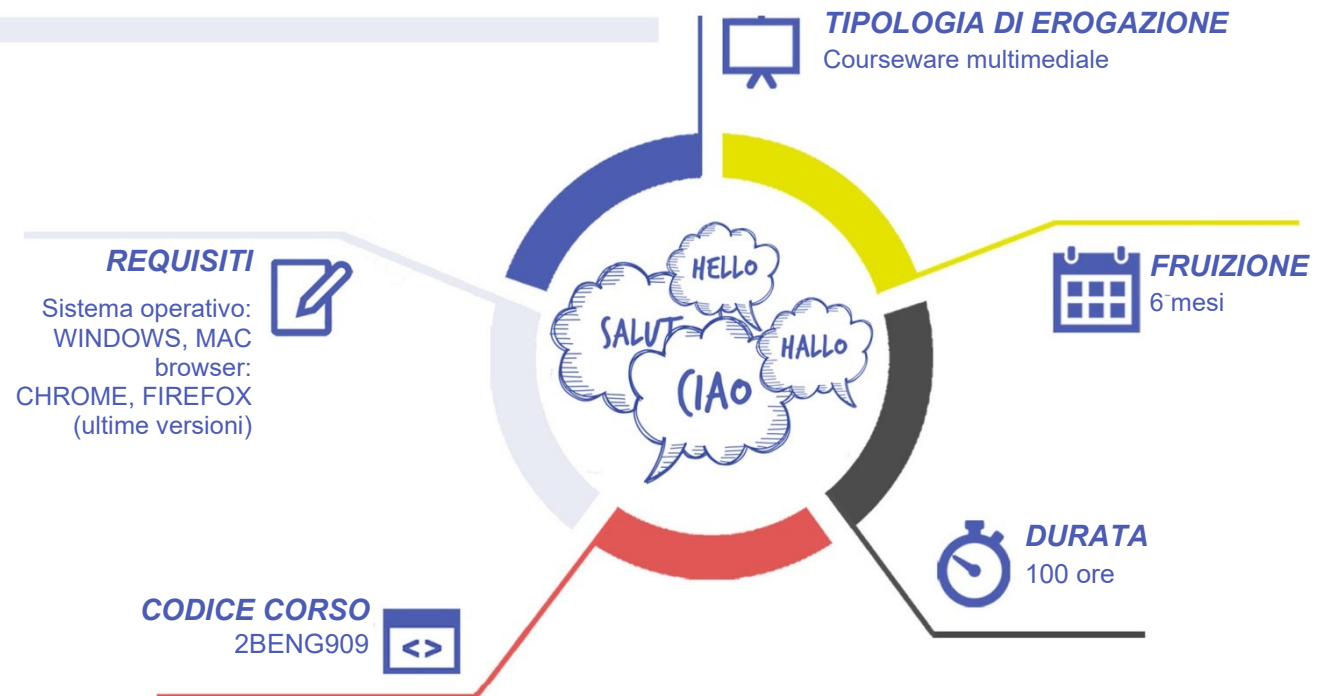 TIPOLOGIA DI EROGAZIONE
Courseware multimediale
REQUISITI
Sistema operativo:
WINDOWS, MAC
browser:
CHROME, FIREFOX
(ultime versioni)
HELLO
SALUT
HALLO
CIAO
FRUIZIONE
6 mesi
DURATA
100 ore
CODICE CORSO
2BENG909
<>